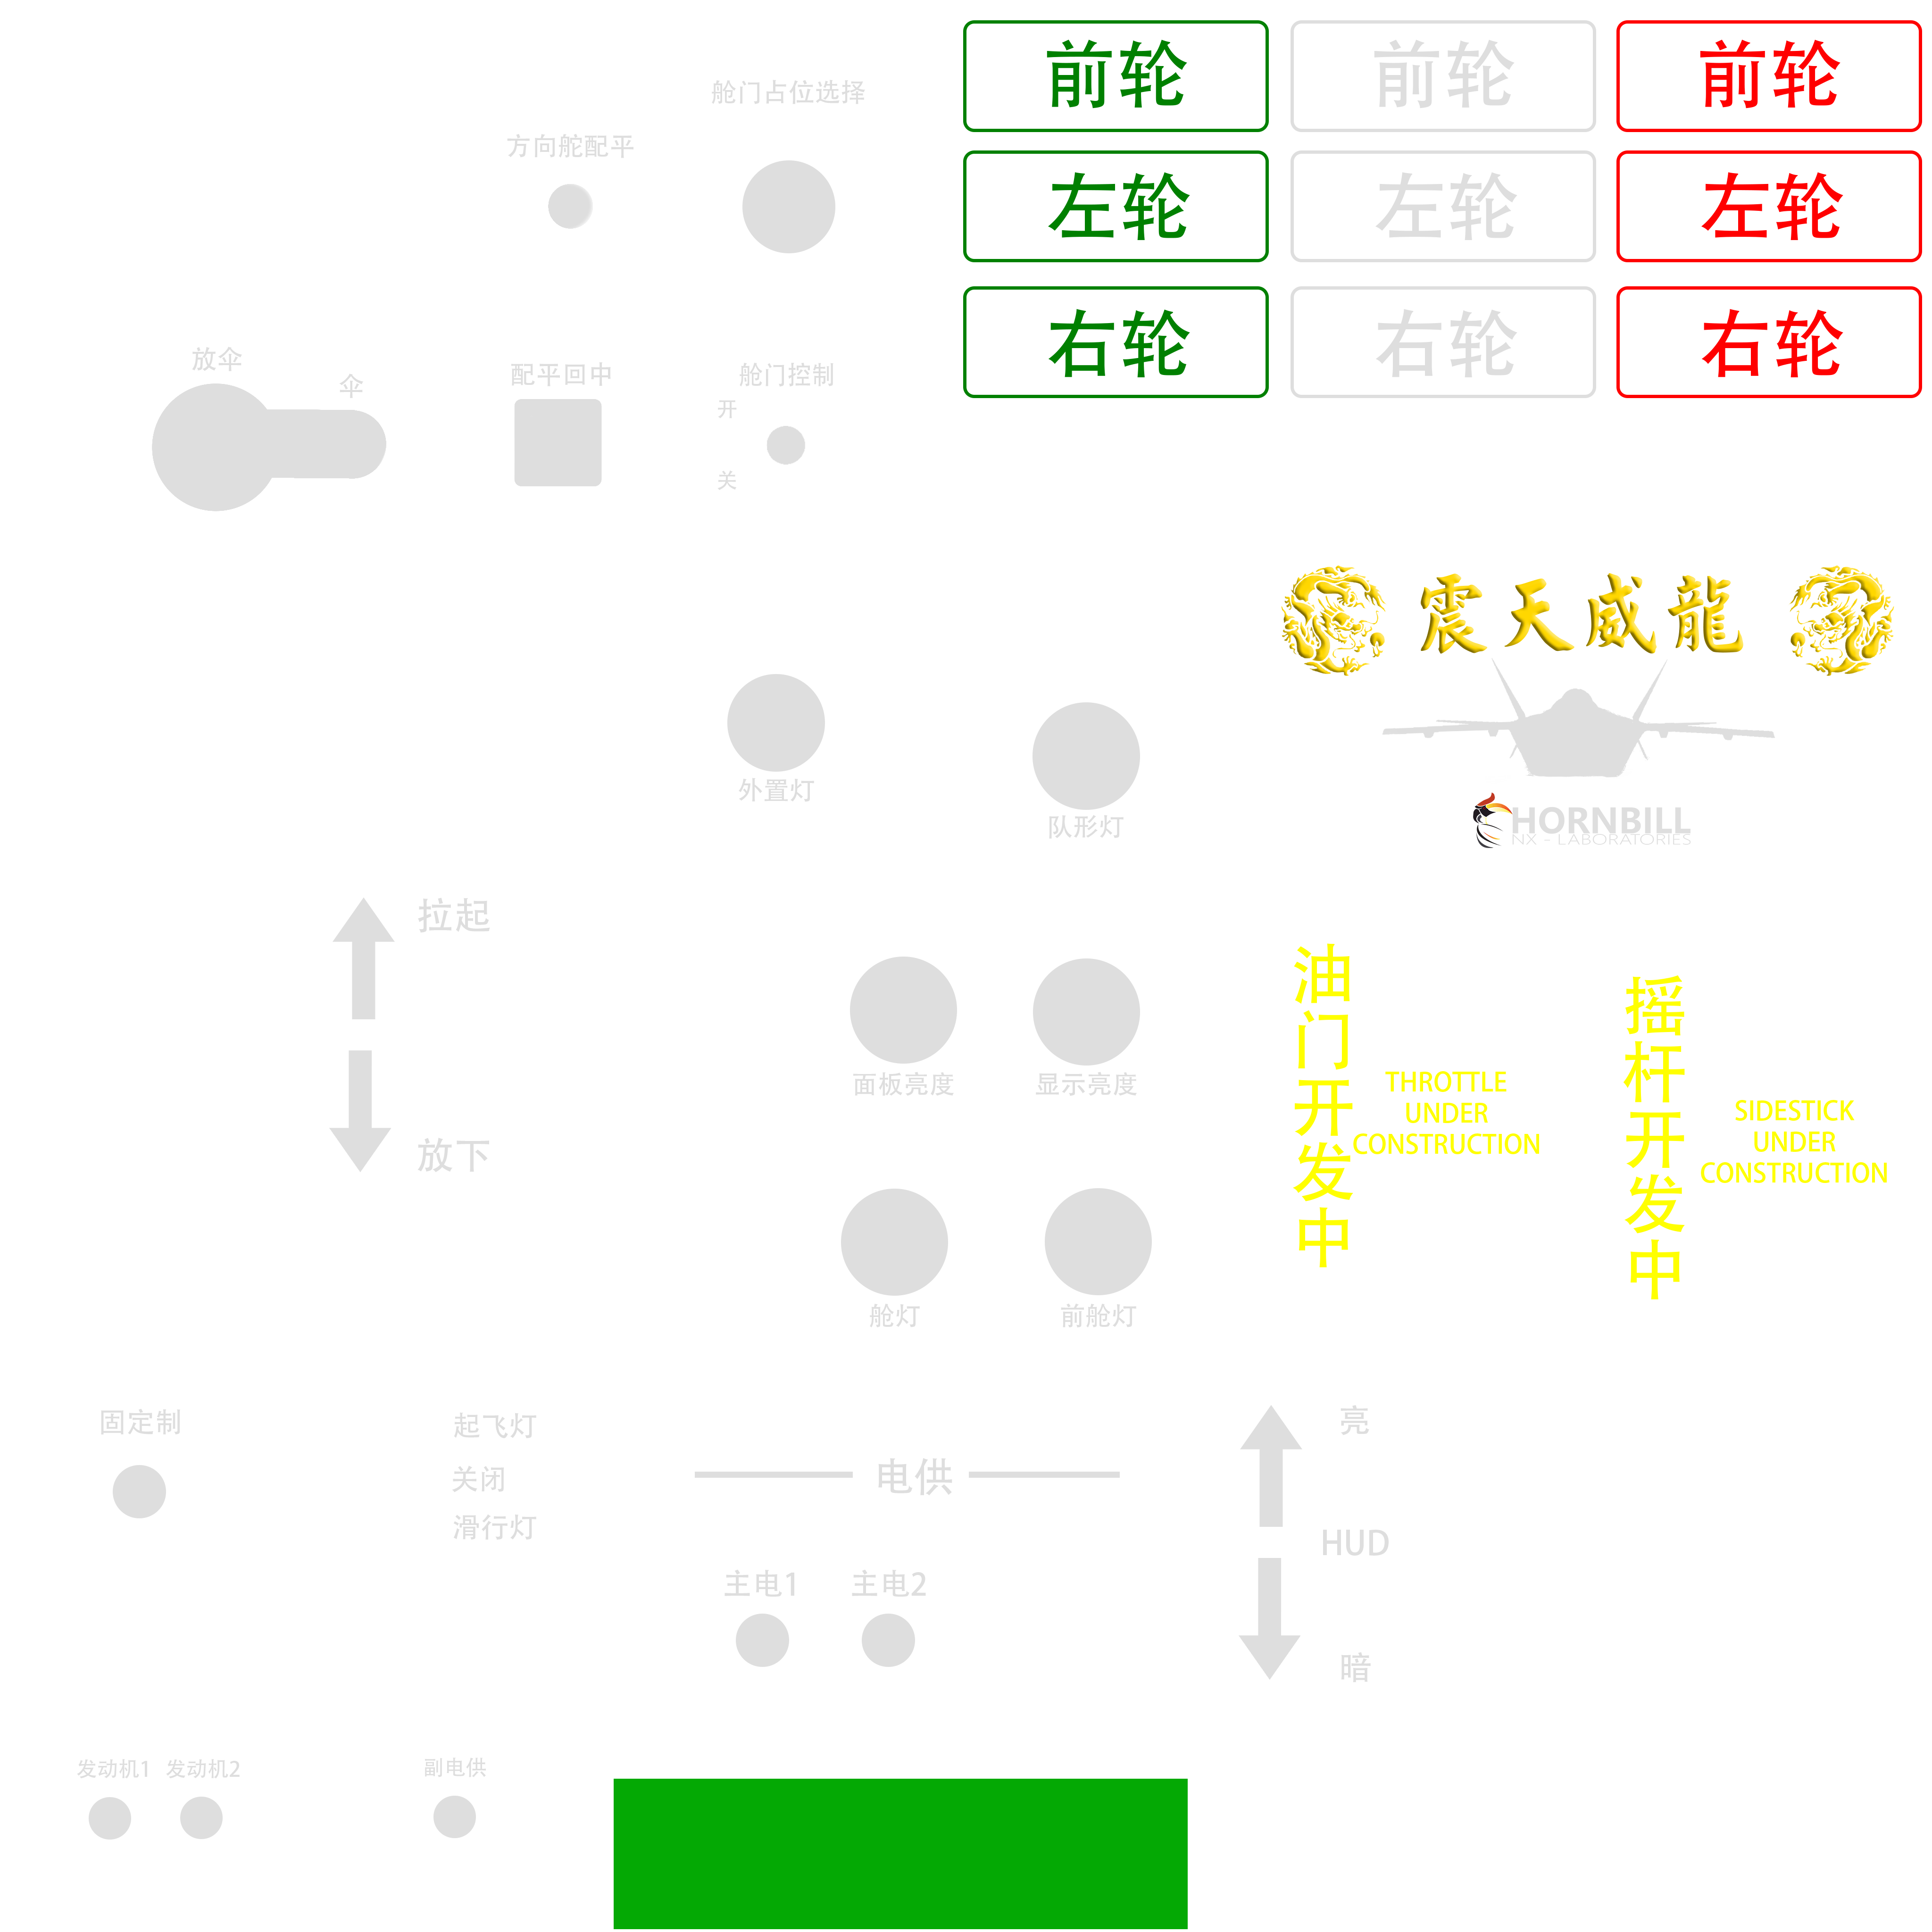 前轮
前轮
前轮
舱门占位选择
方向舵配平
左轮
左轮
左轮
右轮
右轮
右轮
放伞
伞
配平回中
舱门控制
开
关
震天威龍
外置灯
队形灯
HORNBILL
NX - LABORATORIES
拉起
放下
面板亮度
显示亮度
油门开发中
THROTTLE
UNDER
CONSTRUCTION
摇杆开发中
SIDESTICK
UNDER
CONSTRUCTION
舱灯
前舱灯
固定制
起飞灯
关闭
滑行灯
电供
主电1
主电2
亮
HUD
暗
发动机1
发动机2
副电供